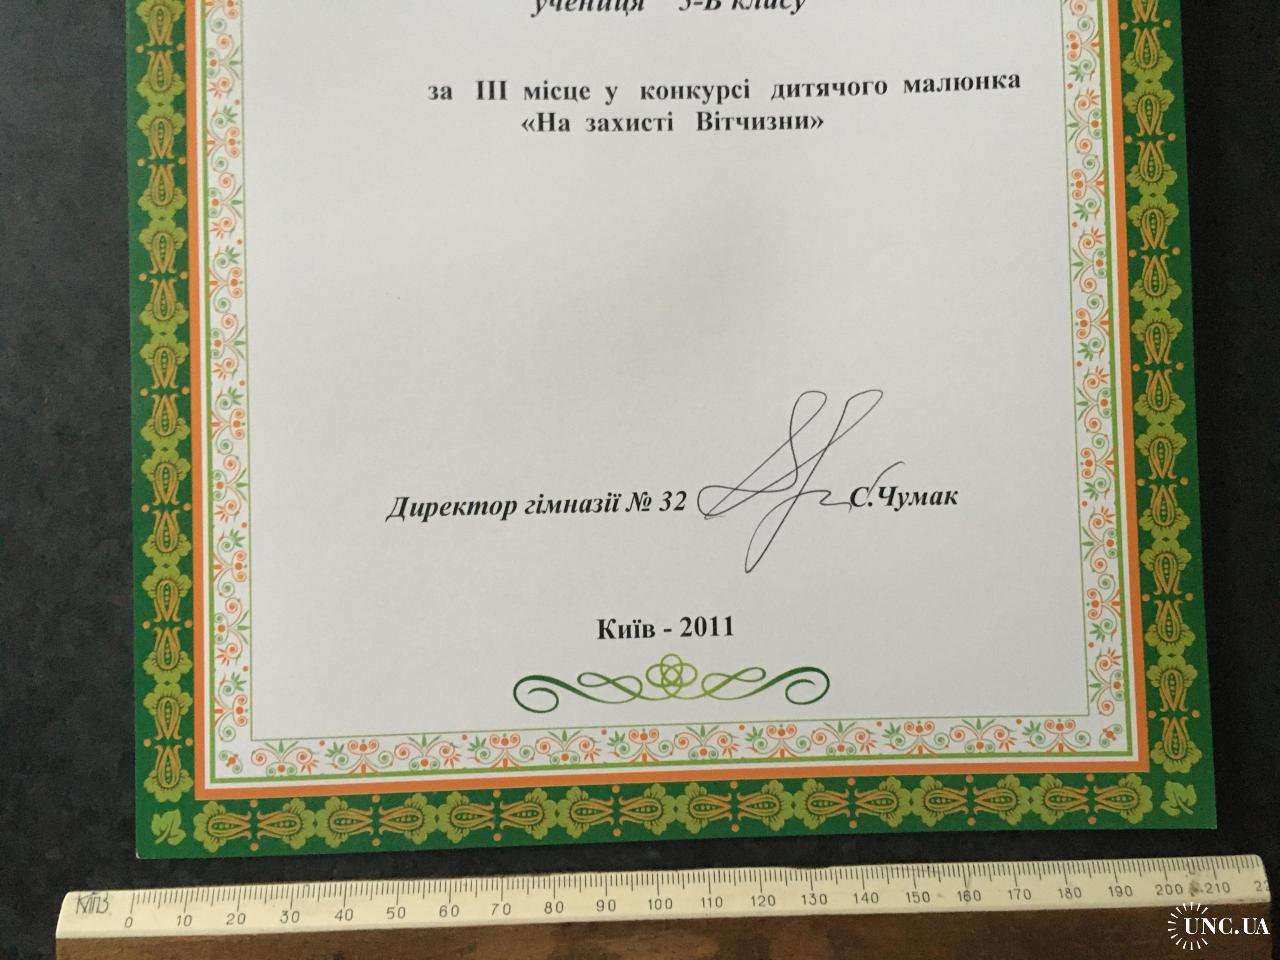 учениця 3-В класу
за III місце у конкурсі дитячого малюнка
«На захисті Вітчизни»
Директор гімназії № 32 С.Чумак
Київ - 2011
0 10 20 30 40 50 60 70 80 90 100 110 120 130 140 150 160 170 180 190 200 210
UNC.UA